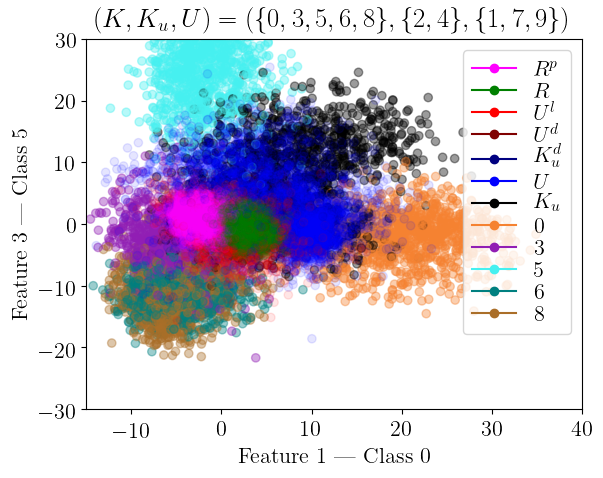 (K, K_u, U) = ({0, 3, 5, 6, 8}, {2, 4}, {1, 7, 9})
30
20
10
0
−10
−20
−30
Feature 3 — Class 5
R^p
R
U^l
U^d
K_u^d
U
K_u
0
3
5
6
8
−10
0
10
20
30
40
Feature 1 — Class 0